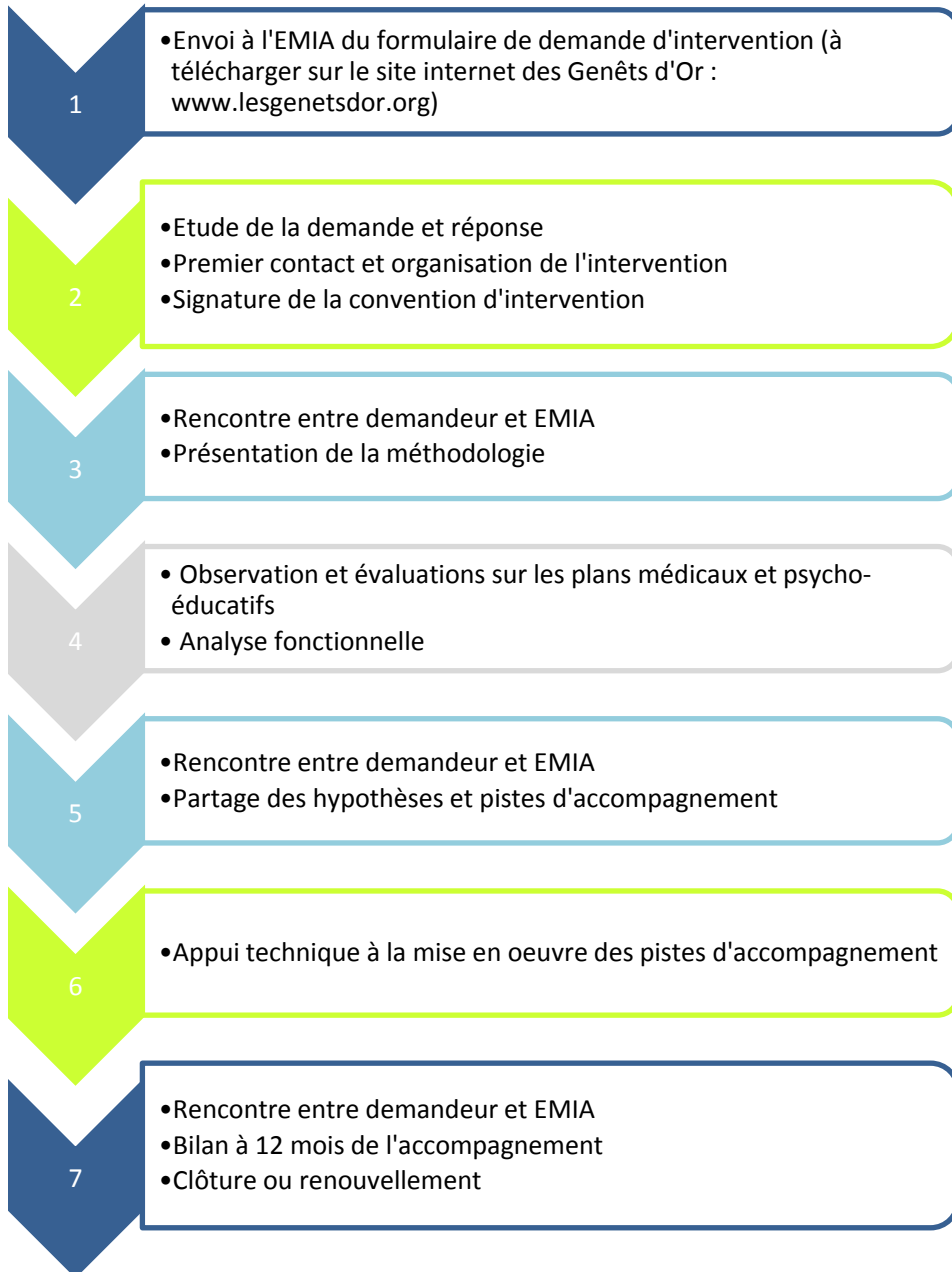 1
•Envoi à l'EMIA du formulaire de demande d'intervention (à
télécharger sur le site internet des Genêts d'Or :
www.lesgenetsdor.org)
2
•Etude de la demande et réponse
•Premier contact et organisation de l'intervention
•Signature de la convention d'intervention
3
•Rencontre entre demandeur et EMIA
•Présentation de la méthodologie
4
• Observation et évaluations sur les plans médicaux et psycho-
éducatifs
• Analyse fonctionnelle
5
•Rencontre entre demandeur et EMIA
•Partage des hypothèses et pistes d'accompagnement
6
•Appui technique à la mise en oeuvre des pistes d'accompagnement
7
•Rencontre entre demandeur et EMIA
•Bilan à 12 mois de l'accompagnement
•Clôture ou renouvellement